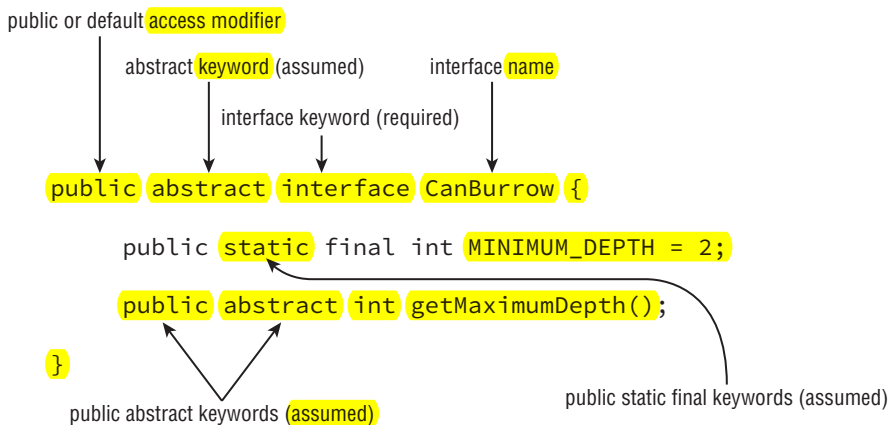 public or default access modifier
abstract keyword (assumed)
interface name
interface keyword (required)
public abstract interface CanBurrow {
public static final int MINIMUM_DEPTH = 2;
public abstract int getMaximumDepth();
}
public static final keywords (assumed)
public abstract keywords (assumed)